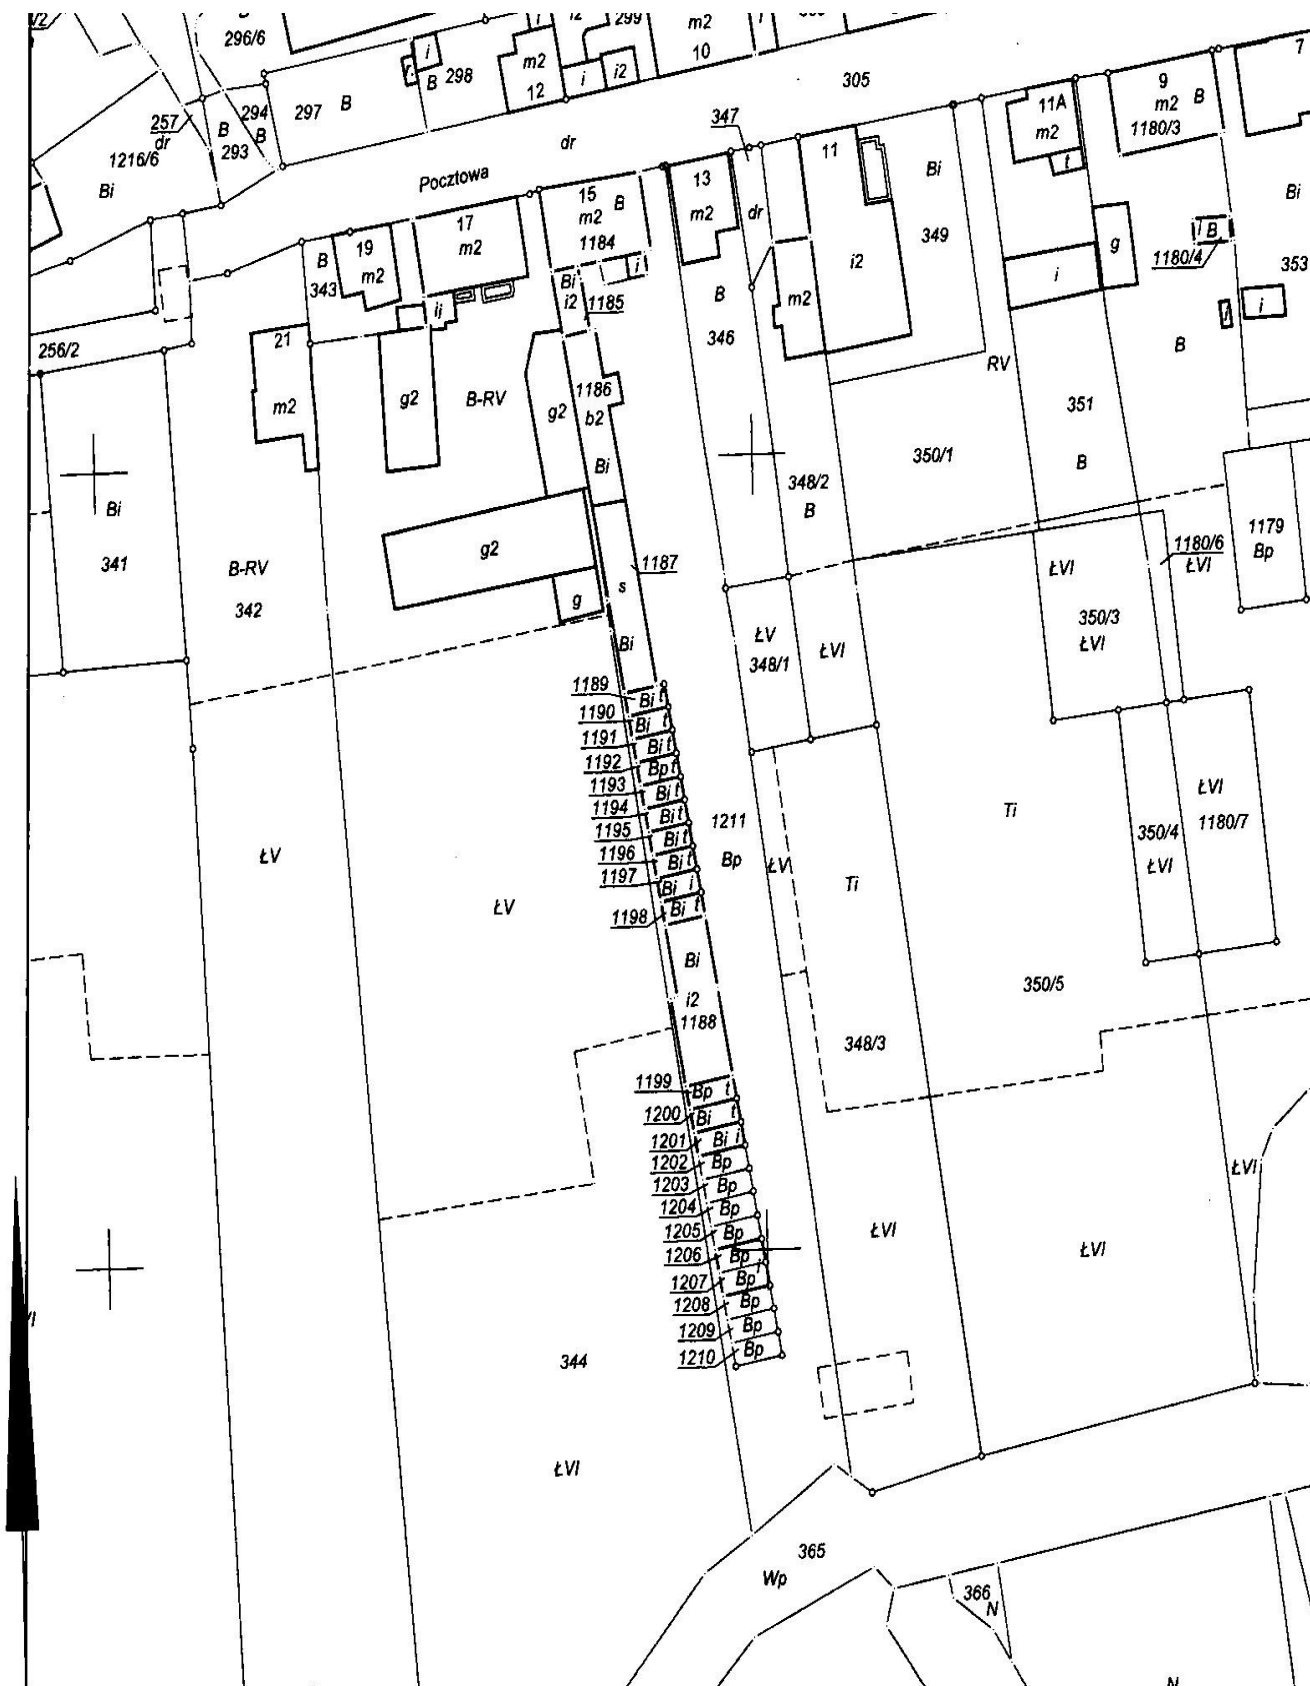 296/6
i
298
B
297
B
m2
12
i
i2
299
m2
10
i
305
7
9
m2 B
1180/3
11A
m2
t
257
dr
294
B
B
293
1216/6
Bi
347
dr
Pocztowa
11
13
m2
dr
Bi
349
i2
m2
15
m2 B
1184
i
17
m2
19
m2
B
343
Bi
i2
1185
B
346
g
i
i B
1180/4
Bi
353
i
B
256/2
21
m2
g2
B-RV
g2
1186
b2
Bi
RV
351
B
350/1
348/2
B
Bi
341
g2
1187
s
g
Bi
B-RV
342
1179
Bp
1180/6
ŁVI
ŁVI
350/3
ŁVI
ŁV
348/1
ŁVI
1189
Bi t
1190
Bi t
1191
Bi t
1192
Bp t
1193
Bi t
1194
Bi t
1195
Bi t
1196
Bi t
1197
Bi i
1198
Bi t
1211
Bp
ŁV
Ti
Ti
ŁVI
1180/7
350/4
ŁVI
ŁV
ŁV
Bi
i2
1188
350/5
348/3
1199
Bp t
1200
Bi t
1201
Bi i
1202
Bp
1203
Bp
1204
Bp
1205
Bp
1206
Bp
1207
Bp
1208
Bp
1209
Bp
1210
Bp
ŁVI
ŁVI
ŁVI
344
ŁVI
365
Wp
366
N
N